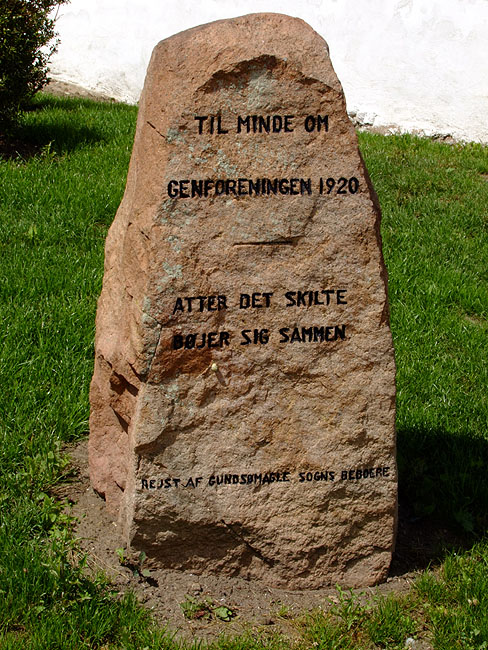 TIL MINDE OM
GENFORENINGEN 1920.
ATTER DET SKILTE
BØJER SIG SAMMEN.
REJST AF GUNDSØMAGLE SOGNS BEBOERE